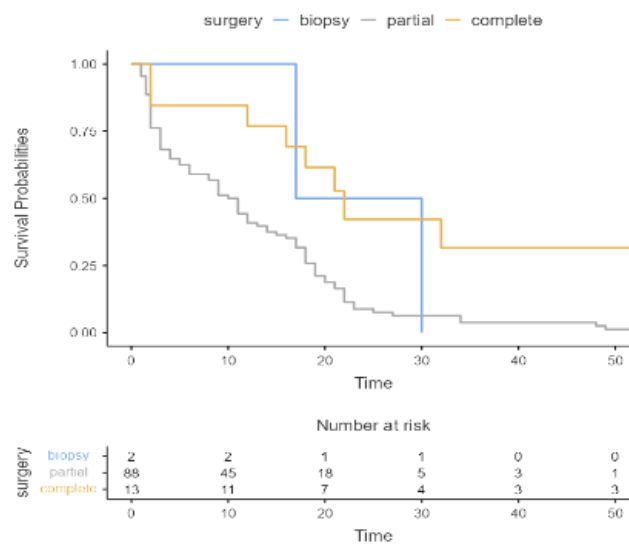 surgery biopsy partial complete
Survival Probabilities
1.00
0.75
0.50
0.25
0.00
0 10 20 30 40 50
Time
Number at risk
surgery
biopsy 2 2 1 1 0 0
partial 88 45 18 5 3 1
complete 13 11 7 4 3 3
0 10 20 30 40 50
Time